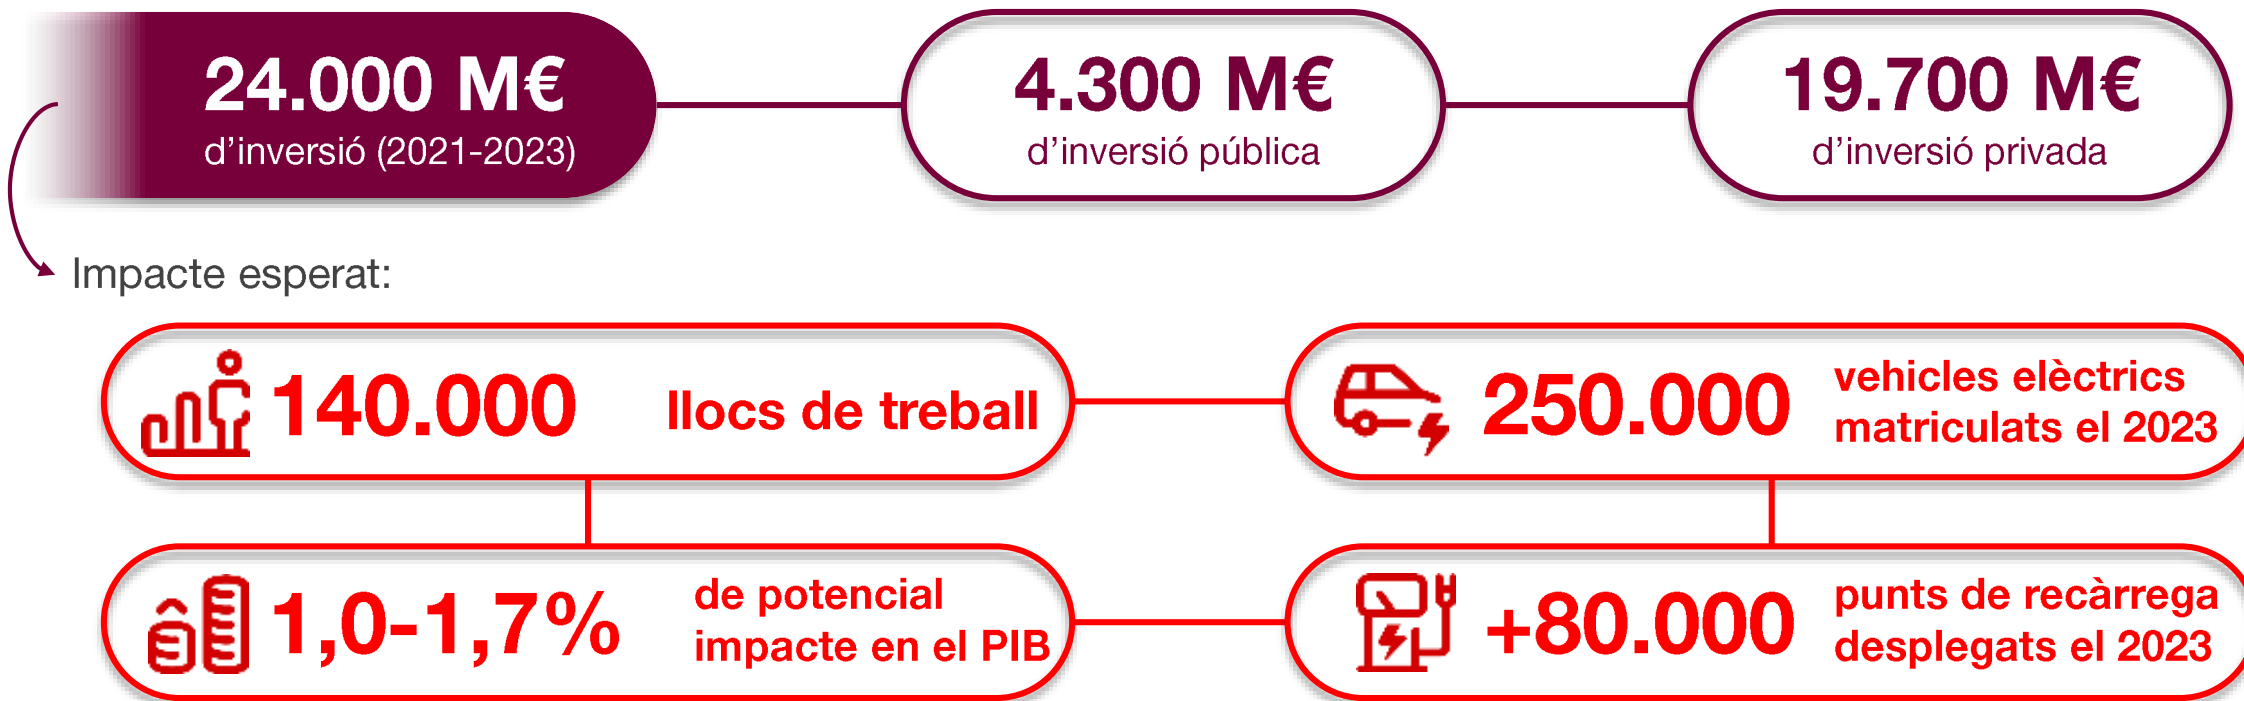 24.000 M€
d’inversió (2021-2023)
4.300 M€
d’inversió pública
19.700 M€
d’inversió privada
Impacte esperat:
140.000
llocs de treball
250.000
vehicles elèctrics
matriculats el 2023
1,0-1,7%
de potencial
impacte en el PIB
+80.000
punts de recàrrega
desplegats el 2023